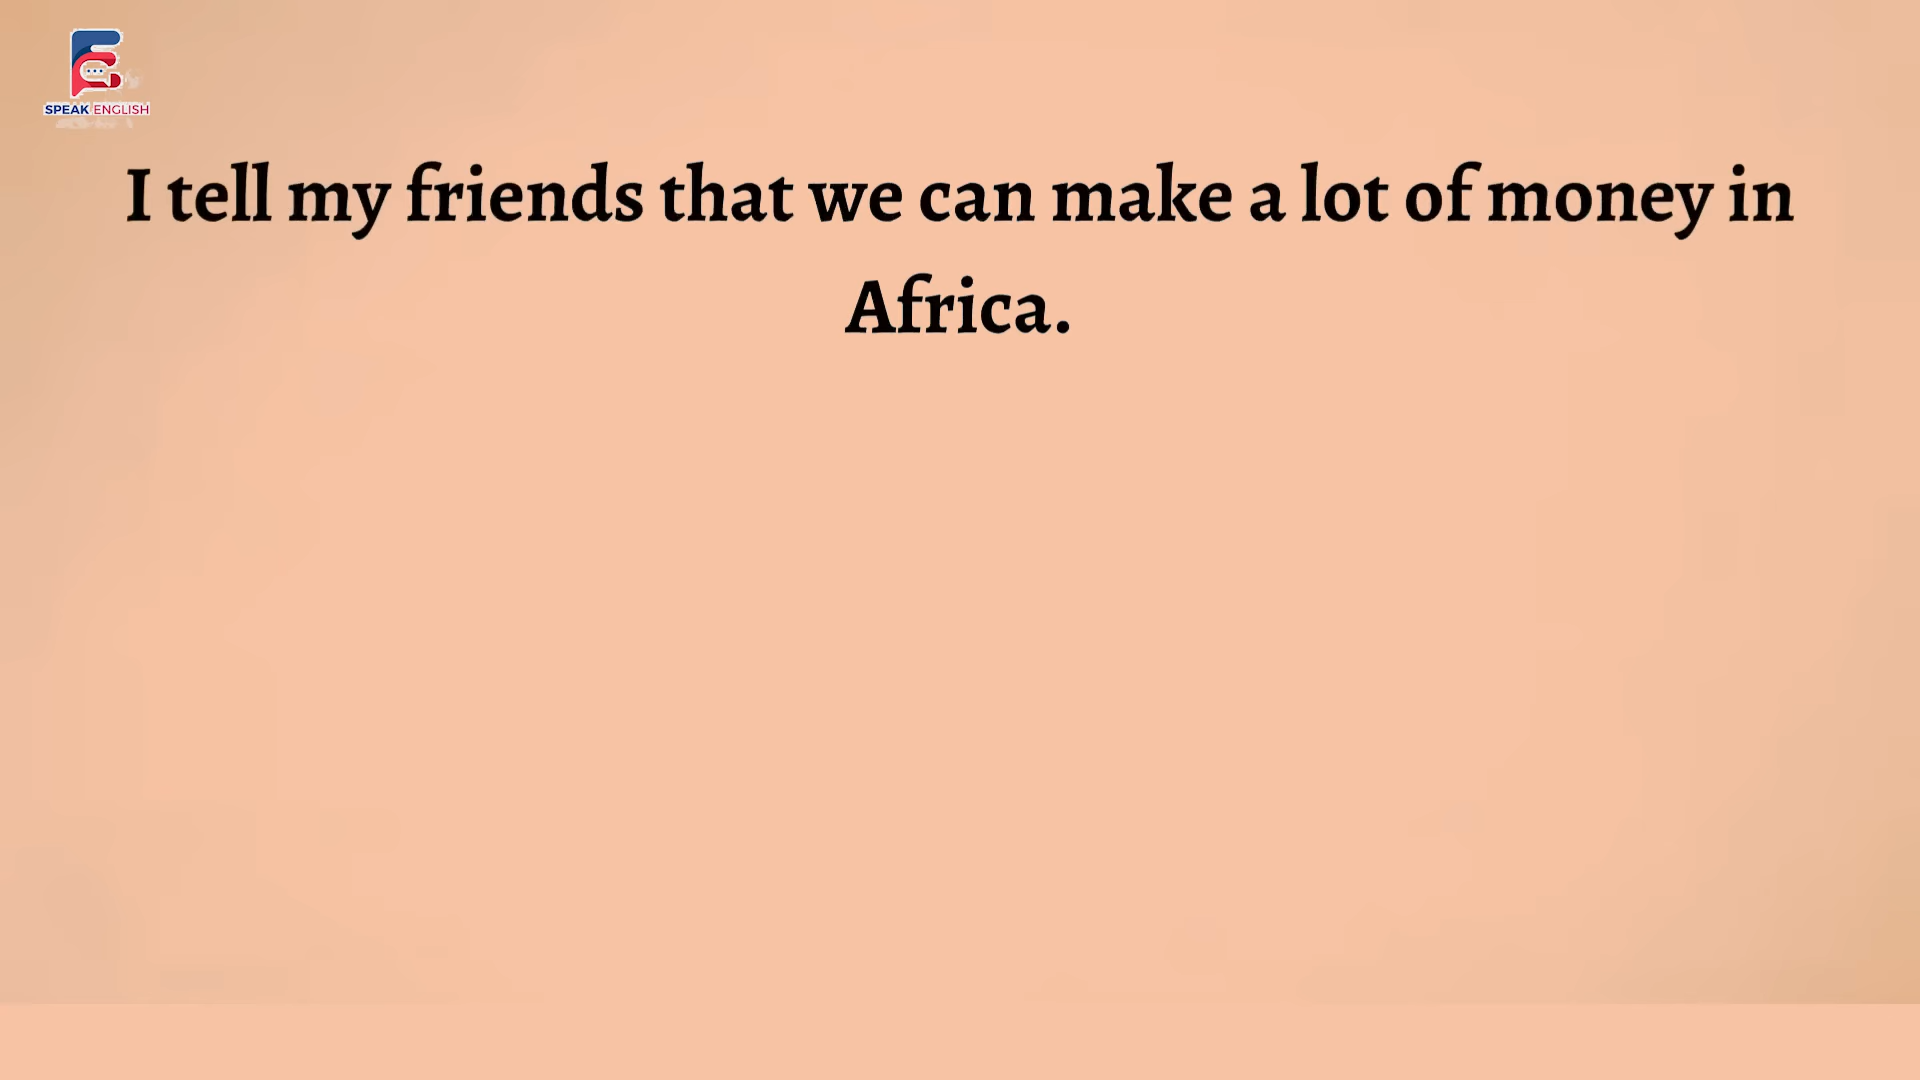 SPEAK ENGLISH
I tell my friends that we can make a lot of money in
Africa.